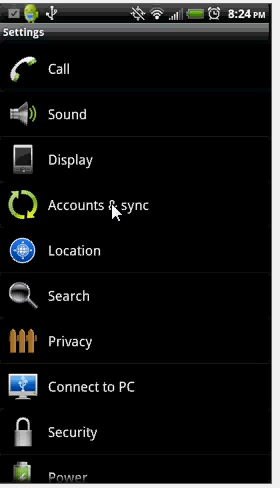 8:24 PM
Settings
Call
Sound
Display
Accounts & sync
Location
Search
Privacy
Connect to PC
Security
Power